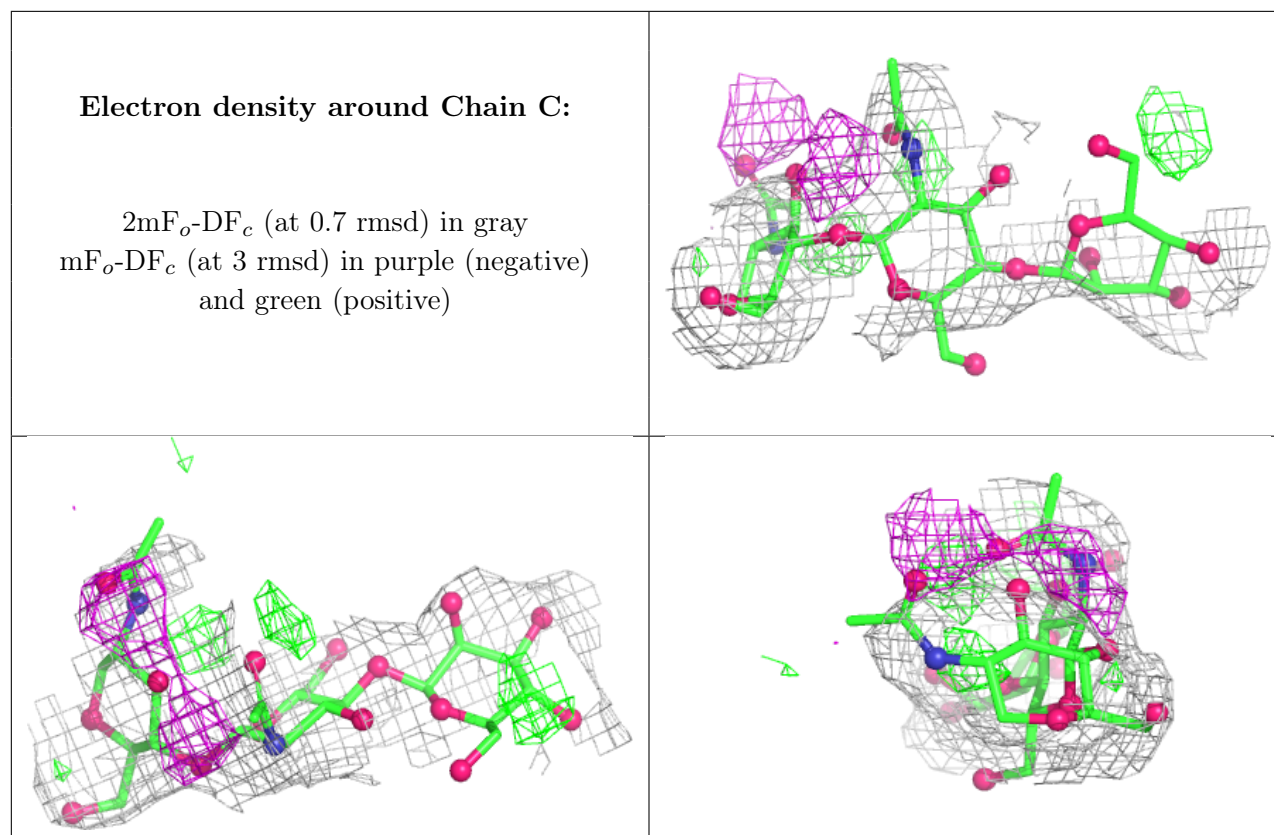 Electron density around Chain C:
2mFo-DFc (at 0.7 rmsd) in gray
mFo-DFc (at 3 rmsd) in purple (negative)
and green (positive)